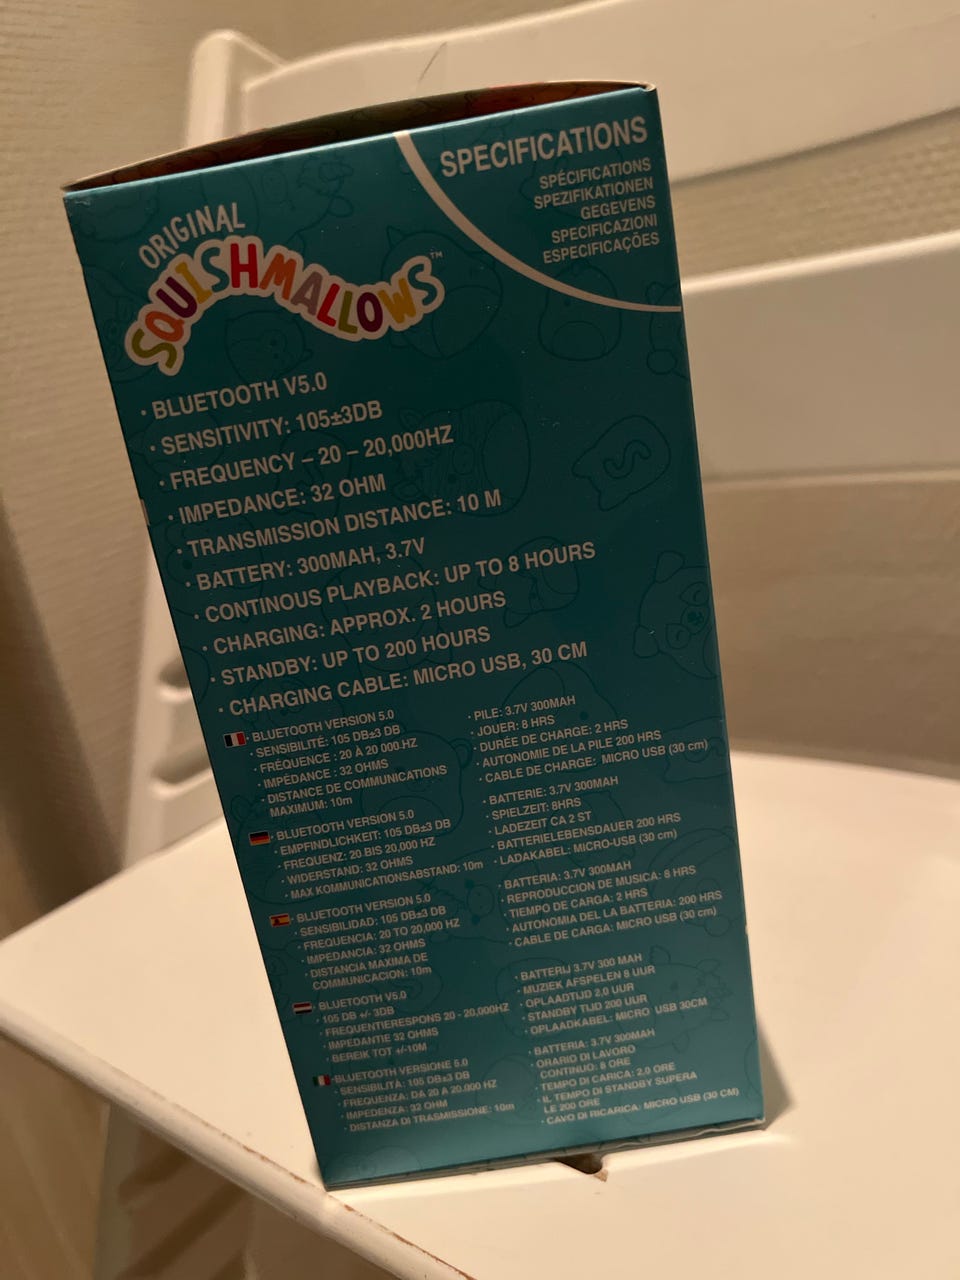 SPECIFICATIONS
SPÉCIFICATIONS
SPEZIFIKATIONEN
GEGEVENS
SPECIFICAZIONI
ESPECIFICAÇÕES
ORIGINAL
SQUISHMALLOWS™
· BLUETOOTH V5.0
· SENSITIVITY: 105±3DB
· FREQUENCY – 20 – 20,000HZ
· IMPEDANCE: 32 OHM
· TRANSMISSION DISTANCE: 10 M
· BATTERY: 300MAH, 3.7V
· CONTINOUS PLAYBACK: UP TO 8 HOURS
· CHARGING: APPROX. 2 HOURS
· STANDBY: UP TO 200 HOURS
· CHARGING CABLE: MICRO USB, 30 CM
· BLUETOOTH VERSION 5.0
· SENSIBILITÉ: 105 DB±3 DB
· FRÉQUENCE : 20 À 20 000.HZ
· IMPÉDANCE : 32 OHMS
· DISTANCE DE COMMUNICATIONS
MAXIMUM: 10m
· PILE: 3.7V 300MAH
· JOUER: 8 HRS
· DURÉE DE CHARGE: 2 HRS
· AUTONOMIE DE LA PILE 200 HRS
· CABLE DE CHARGE: MICRO USB (30 cm)
· BLUETOOTH VERSION 5.0
· EMPFINDLICHKEIT: 105 DB±3 DB
· FREQUENZ: 20 BIS 20,000 HZ
· WIDERSTAND: 32 OHMS
· MAX KOMMUNICATIONSABSTAND: 10m
· BATTERIE: 3.7V 300MAH
· SPIELZEIT: 8HRS
· LADEZEIT CA 2 ST
· BATTERIELEBENSDAUER 200 HRS
· LADAKABEL: MICRO-USB (30 cm)
· BLUETOOTH VERSION 5.0
· SENSIBILIDAD: 105 DB±3 DB
· FREQUENCIA: 20 TO 20,000 HZ
· IMPEDANCIA: 32 OHMS
· DISTANCIA MAXIMA DE
COMMUNICACION: 10m
· BATTERIA: 3.7V 300MAH
· REPRODUCCION DE MUSICA: 8 HRS
· TIEMPO DE CARGA: 2 HRS
· AUTONOMIA DEL LA BATTERIA: 200 HRS
· CABLE DE CARGA: MICRO USB (30 cm)
· BLUETOOTH V5.0
· 105 DB +/- 3DB
· FREQUENTIERESPONS 20 - 20,000HZ
· IMPEDANTIE 32 OHMS
· BEREIK TOT +/-10M
· BATTERIJ 3.7V 300 MAH
· MUZIEK AFSPELEN 8 UUR
· OPLAADTIJD 2,0 UUR
· STANDBY TIJD 200 UUR
· OPLAADKABEL: MICRO USB 30CM
· BLUETOOTH VERSIONE 5.0
· SENSIBILITÀ: 105 DB±3 DB
· FREQUENZA: DA 20 A 20.000 HZ
· IMPEDENZA: 32 OHM
· DISTANZA DI TRASMISSIONE: 10m
· BATTERIA: 3.7V 300MAH
· ORARIO DI LAVORO
CONTINUO: 8 ORE
· TEMPO DI CARICA: 2,0 ORE
· IL TEMPO DI STANDBY SUPERA
LE 200 ORE
· CAVO DI RICARICA: MICRO USB (30 CM)